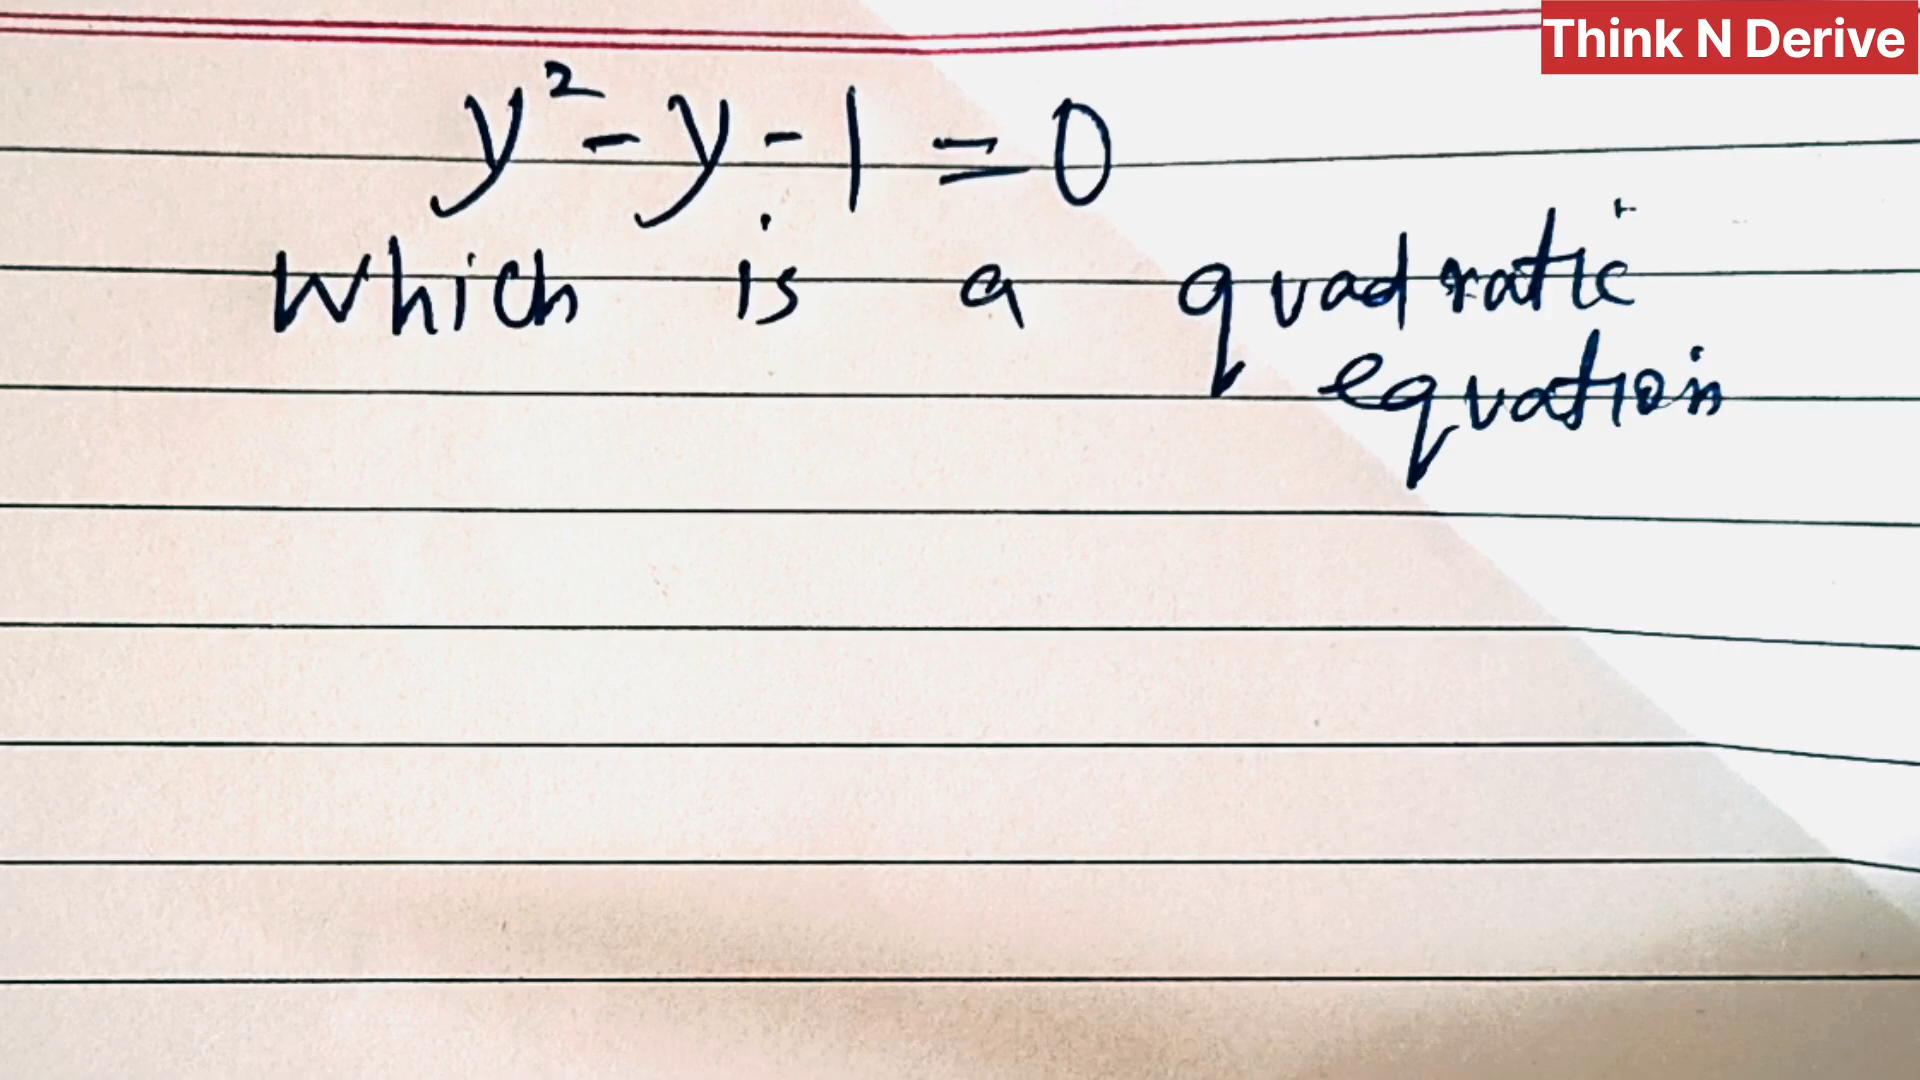 Think N Derive
y² - y - 1 = 0
which is a quadratic
equation